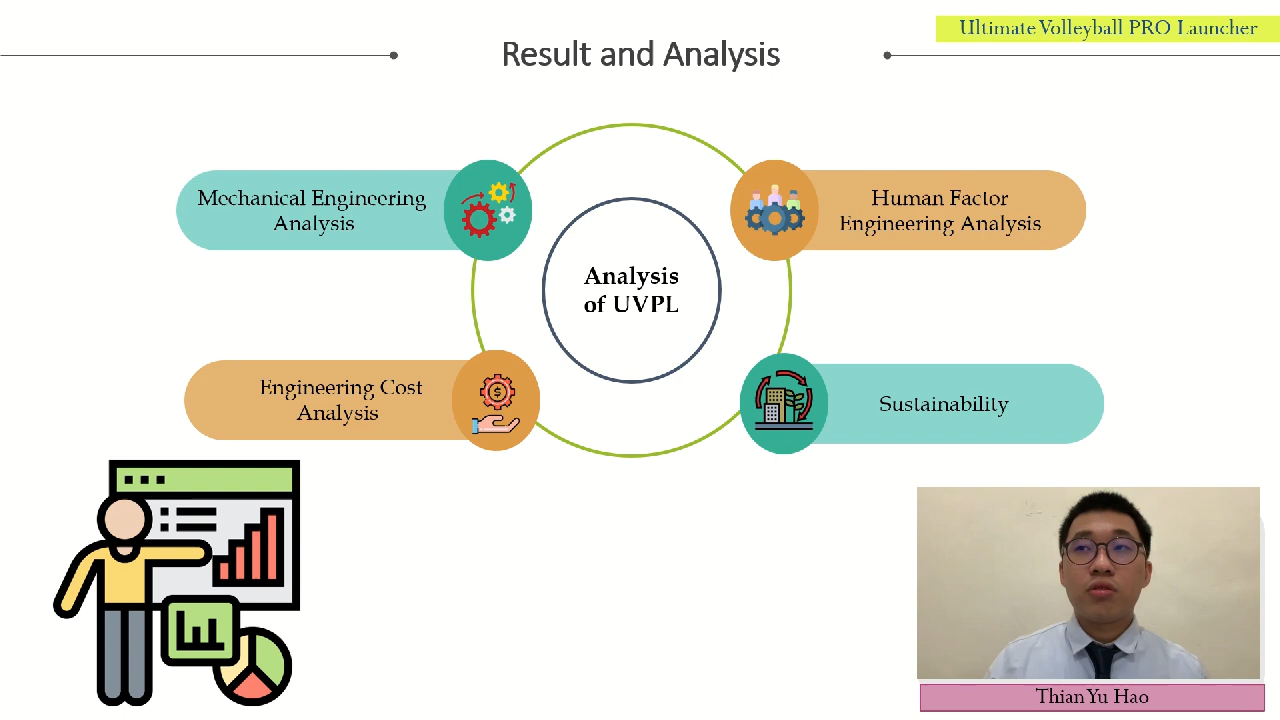 Ultimate Volleyball PRO Launcher
Result and Analysis
Mechanical Engineering
Analysis
Human Factor
Engineering Analysis
Analysis
of UVPL
Engineering Cost
Analysis
$
Sustainability
Thian Yu Hao